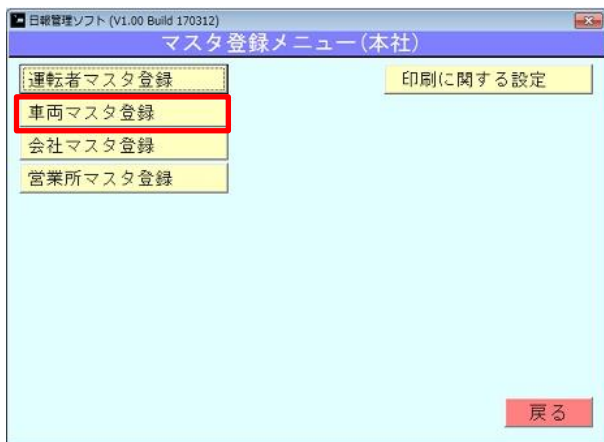 日報管理ソフト (V1.00 Build 170312)
マスタ登録メニュー(本社)
運転者マスタ登録
印刷に関する設定
車両マスタ登録
会社マスタ登録
営業所マスタ登録
戻る